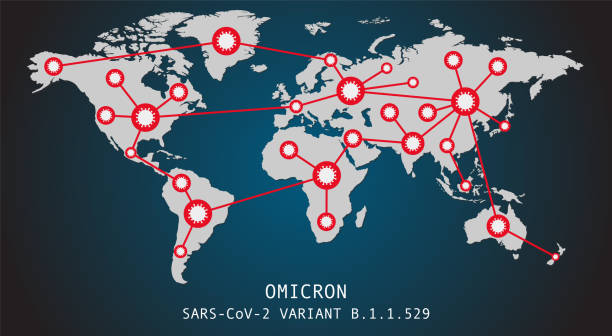 OMICRON
SARS-CoV-2 VARIANT B.1.1.529